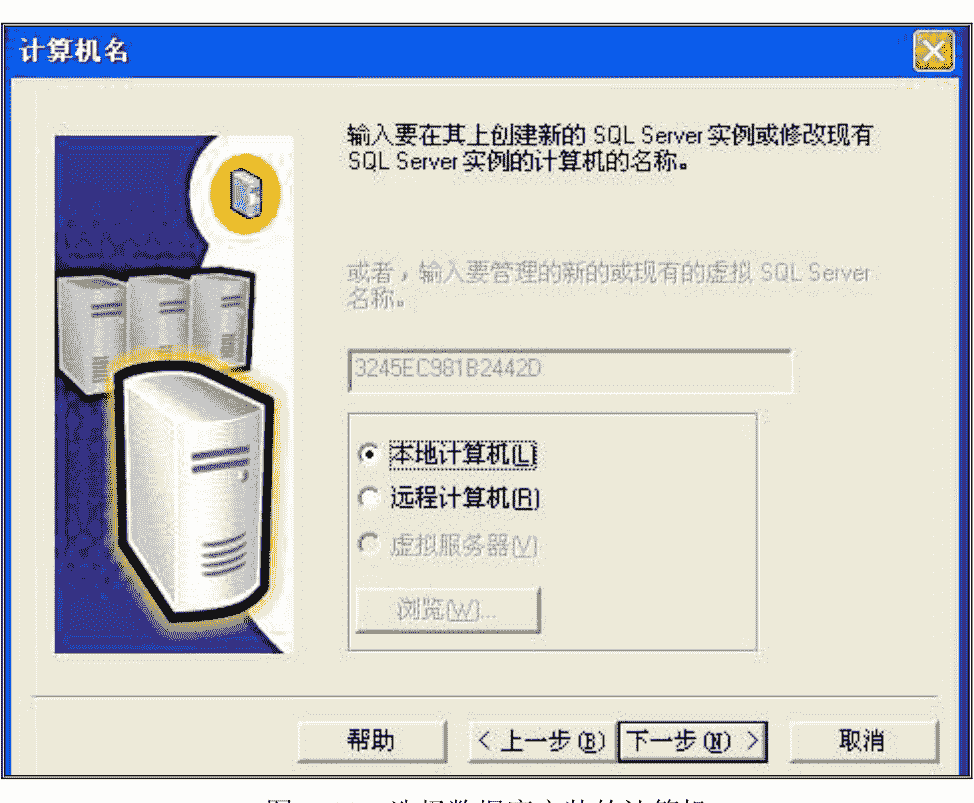 计算机名
输入要在其上创建新的 SQL Server 实例或修改现有
SQL Server 实例的计算机的名称。
或者，输入要管理的新的或现有的虚拟 SQL Server
名称。
3245EC981B2442D
本地计算机(L)
远程计算机(R)
虚拟服务器(V)
浏览(W)...
帮助
< 上一步(B)
下一步(N) >
取消